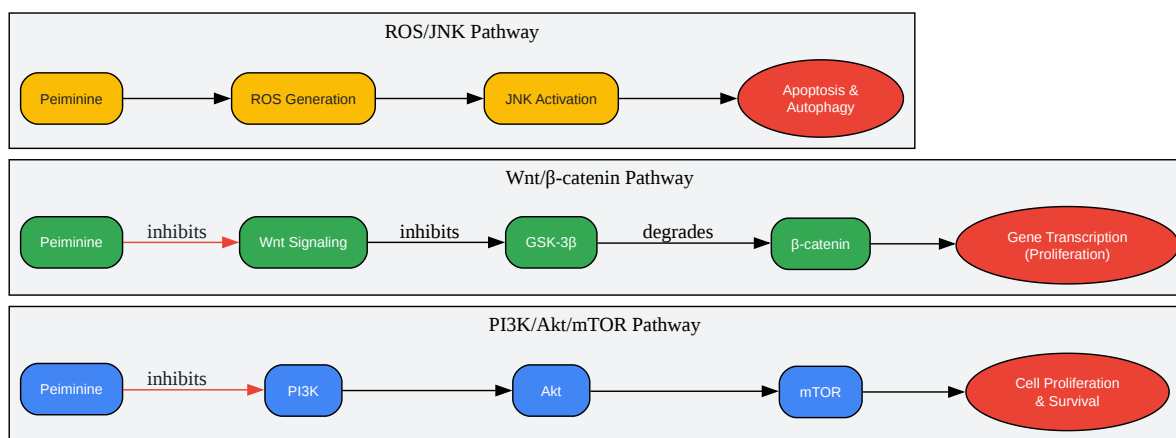 ROS/JNK Pathway
Peiminine
ROS Generation
JNK Activation
Apoptosis &
Autophagy
Wnt/β-catenin Pathway
Peiminine
inhibits
Wnt Signaling
inhibits
GSK-3β
degrades
β-catenin
Gene Transcription
(Proliferation)
PI3K/Akt/mTOR Pathway
Peiminine
inhibits
PI3K
Akt
mTOR
Cell Proliferation
& Survival